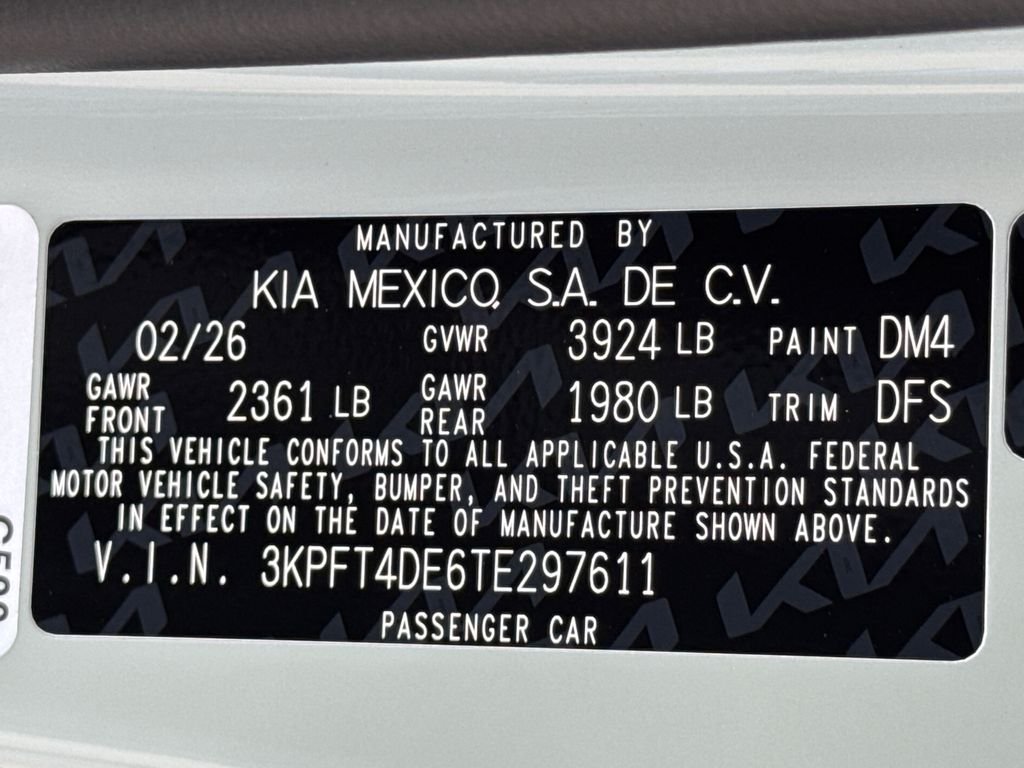 MANUFACTURED BY
KIA MEXICO, S.A. DE C.V.
02/26 GVWR 3924 LB PAINT DM4
GAWR FRONT 2361 LB GAWR REAR 1980 LB TRIM DFS
THIS VEHICLE CONFORMS TO ALL APPLICABLE U.S.A. FEDERAL
MOTOR VEHICLE SAFETY, BUMPER, AND THEFT PREVENTION STANDARDS
IN EFFECT ON THE DATE OF MANUFACTURE SHOWN ABOVE.
V.I.N. 3KPFT4DE6TE297611
PASSENGER CAR